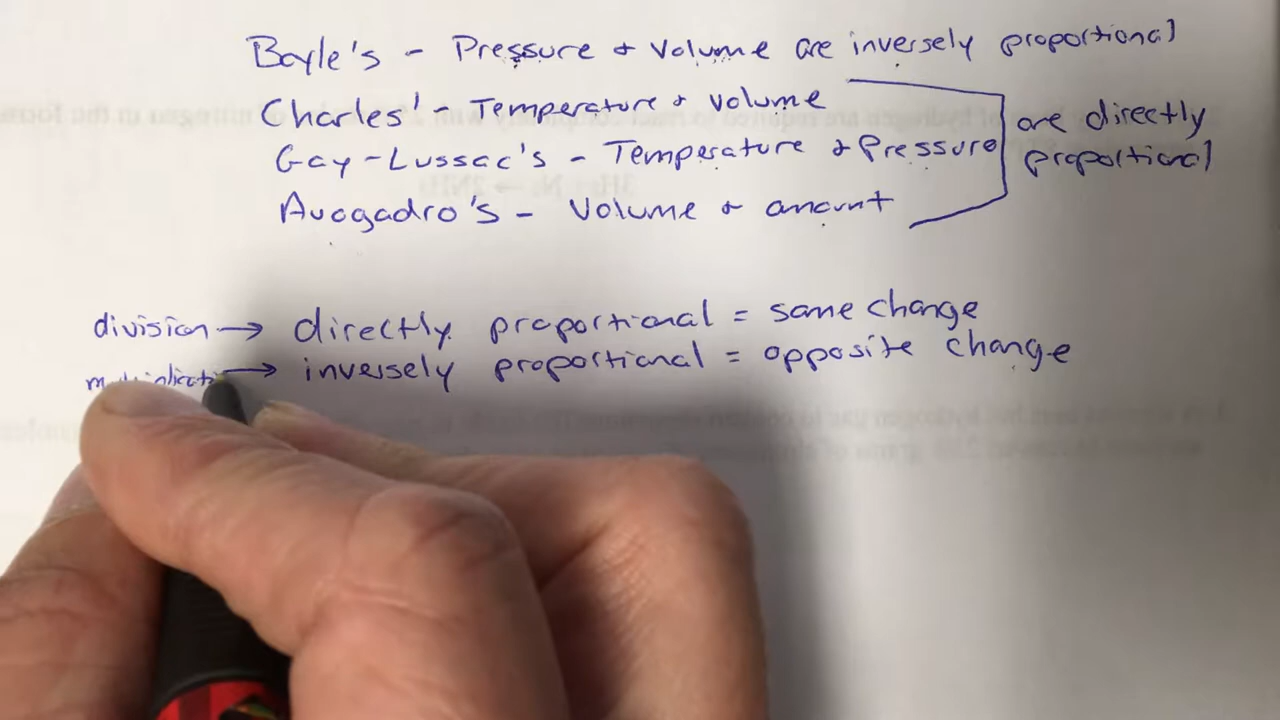 Boyle's - Pressure & Volume are inversely proportional
Charles' - Temperature & volume
Gay-Lussac's - Temperature & Pressure
Avogadro's - Volume & amount
are directly
proportional
division → directly proportional = same change
→ inversely proportional = opposite change